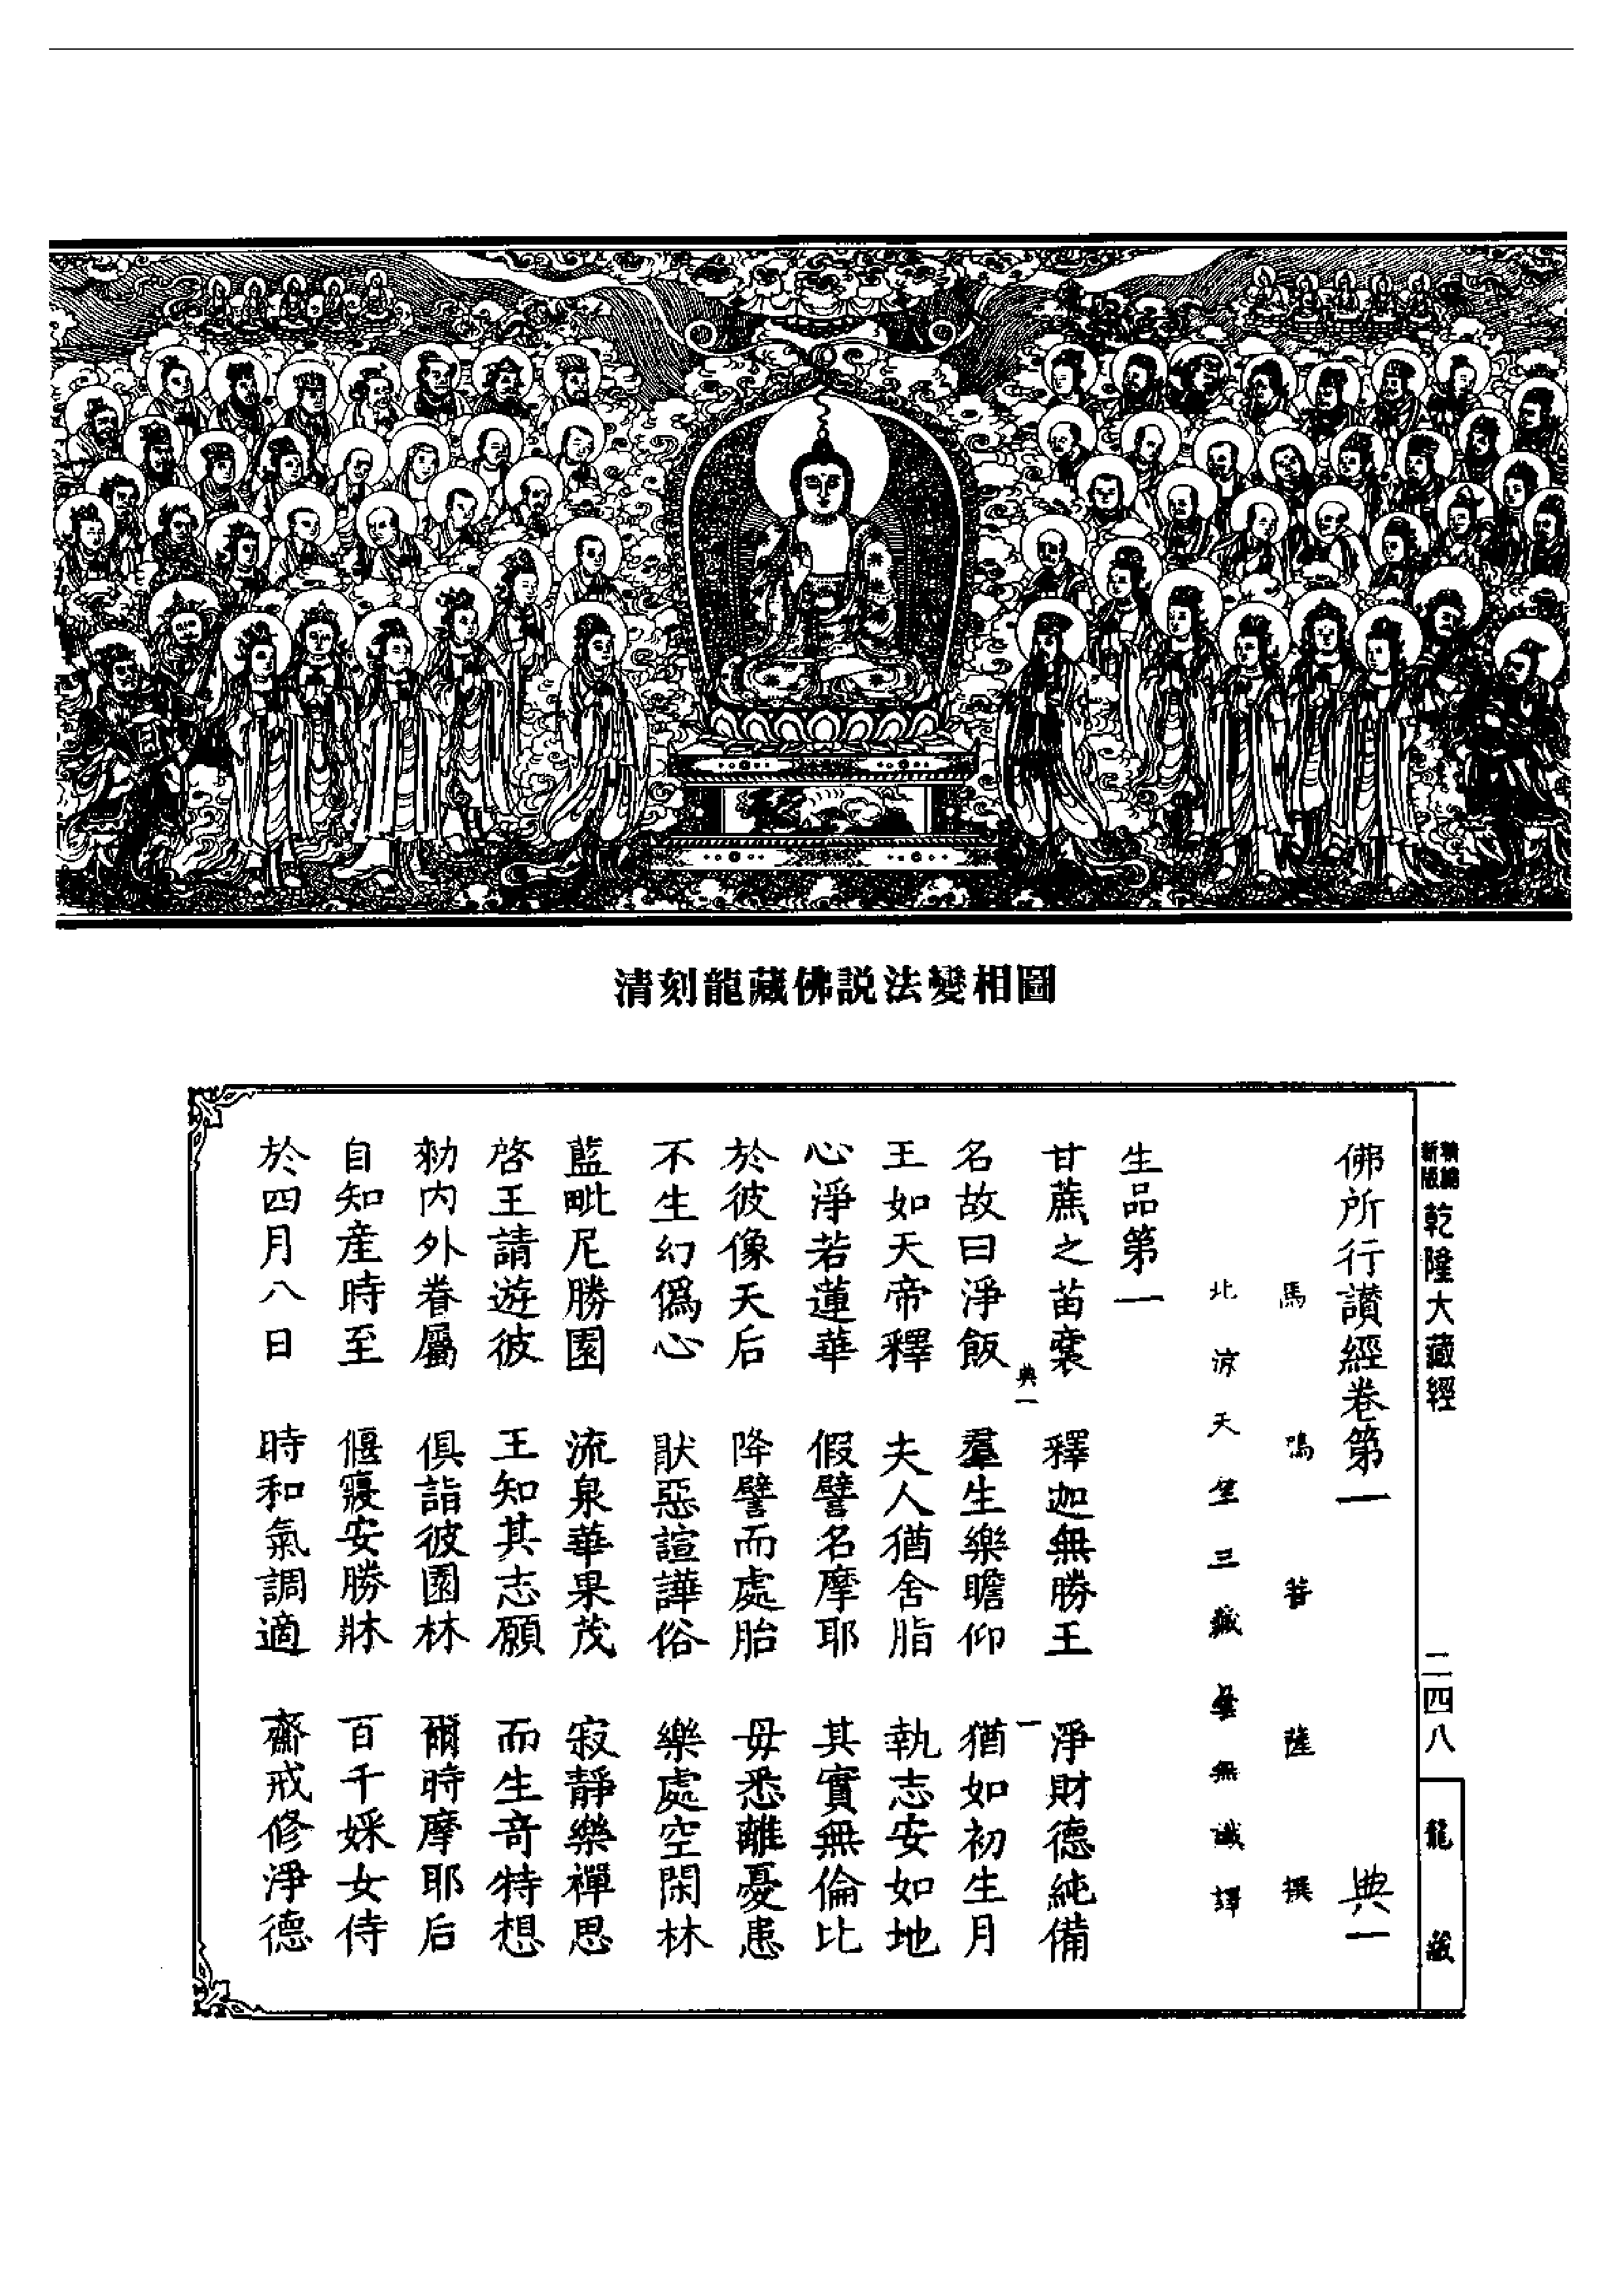 清刻龍藏佛説法變相圖
新版
精縮
乾隆大藏經
二四八
龍藏
佛所行讃經卷第一 典一
馬鳴菩薩撰
北涼天竺三藏曇無讖譯
生品第一
甘蔗之苗裔 釋迦無勝王 淨財德純備
典一 一
名故曰淨飯 羣生樂瞻仰 猶如初生月
王如天帝釋 夫人猶舍脂 執志安如地
心淨若蓮華 假譬名摩耶 其實無倫比
於彼像天后 降譬而處胎 毋悉離憂患
不生幻僞心 猒惡諠譁俗 樂處空閑林
藍毗尼勝園 流泉華果茂 寂靜樂禪思
啓王請遊彼 王知其志願 而生奇特想
勑内外眷屬 俱詣彼園林 爾時摩耶后
自知産時至 偃寢安勝牀 百千婇女侍
於四月八日 時和氣調適 齋戒修淨德